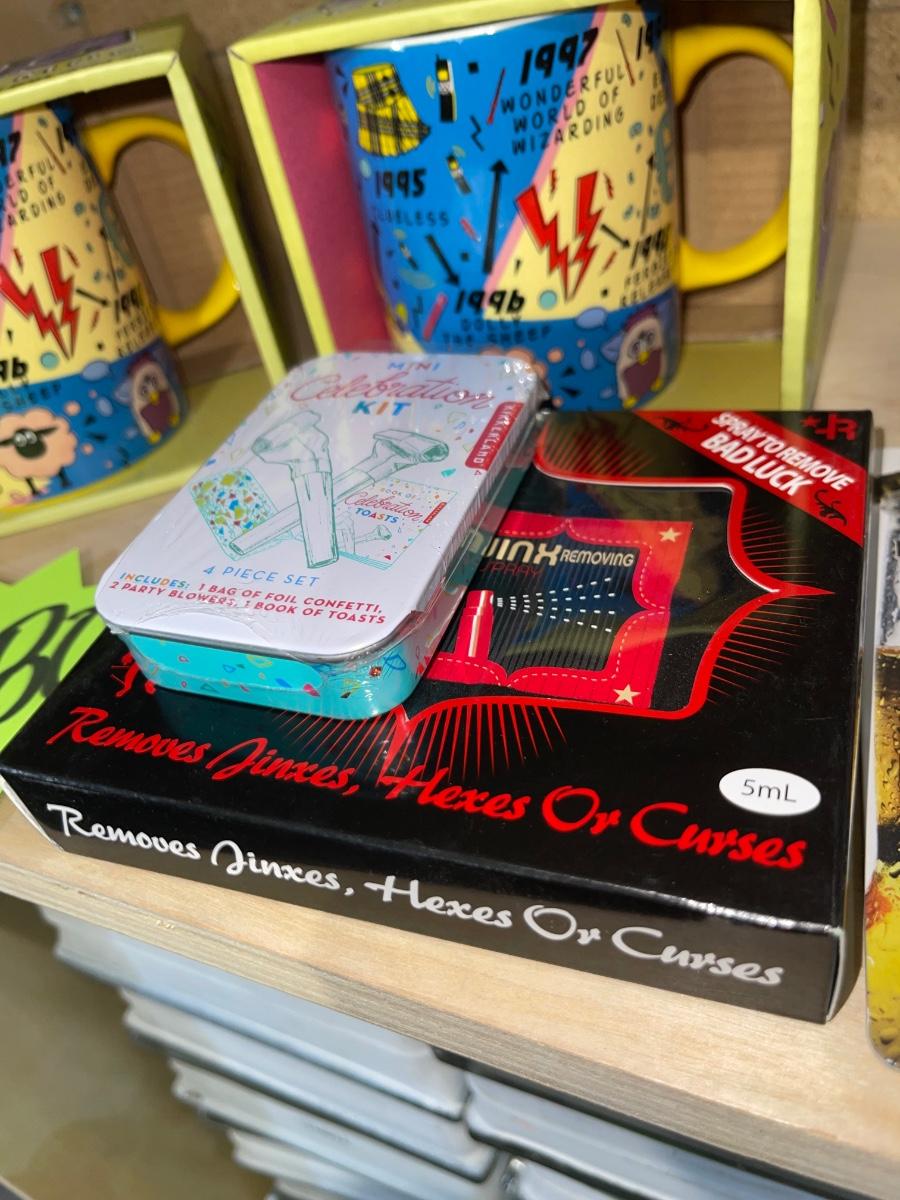 1997
WONDERFUL
WORLD OF
WIZARDING
1995
CLUELESS
1996
DOLLY
THE SHEEP
MINI
Celebration
KIT
KIKKERLAND
BOOK OF
Celebration
TOASTS
4 PIECE SET
INCLUDES: 1 BAG OF FOIL CONFETTI,
2 PARTY BLOWERS, 1 BOOK OF TOASTS
SPRAY TO REMOVE
BAD LUCK
JR
JINX REMOVING
SPRAY
Removes Jinxes, Hexes Or Curses
5mL
Removes Jinxes, Hexes Or Curses